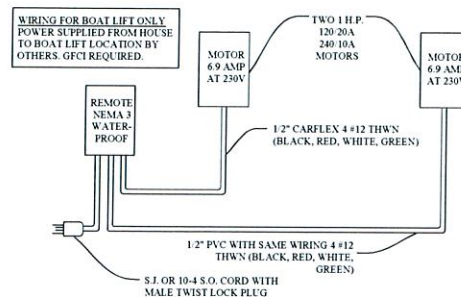 WIRING FOR BOAT LIFT ONLY
POWER SUPPLIED FROM HOUSE
TO BOAT LIFT LOCATION BY
OTHERS. GFCI REQUIRED.
MOTOR
6.9 AMP
AT 230V
TWO 1 H.P.
120/20A
240/10A
MOTORS
MOTOR
6.9 AMP
AT 230V
REMOTE
NEMA 3
WATER-
PROOF
1/2" CARFLEX 4 #12 THWN
(BLACK, RED, WHITE, GREEN)
1/2" PVC WITH SAME WIRING 4 #12
THWN (BLACK, RED, WHITE,
GREEN)
S.J. OR 10-4 S.O. CORD WITH
MALE TWIST LOCK PLUG